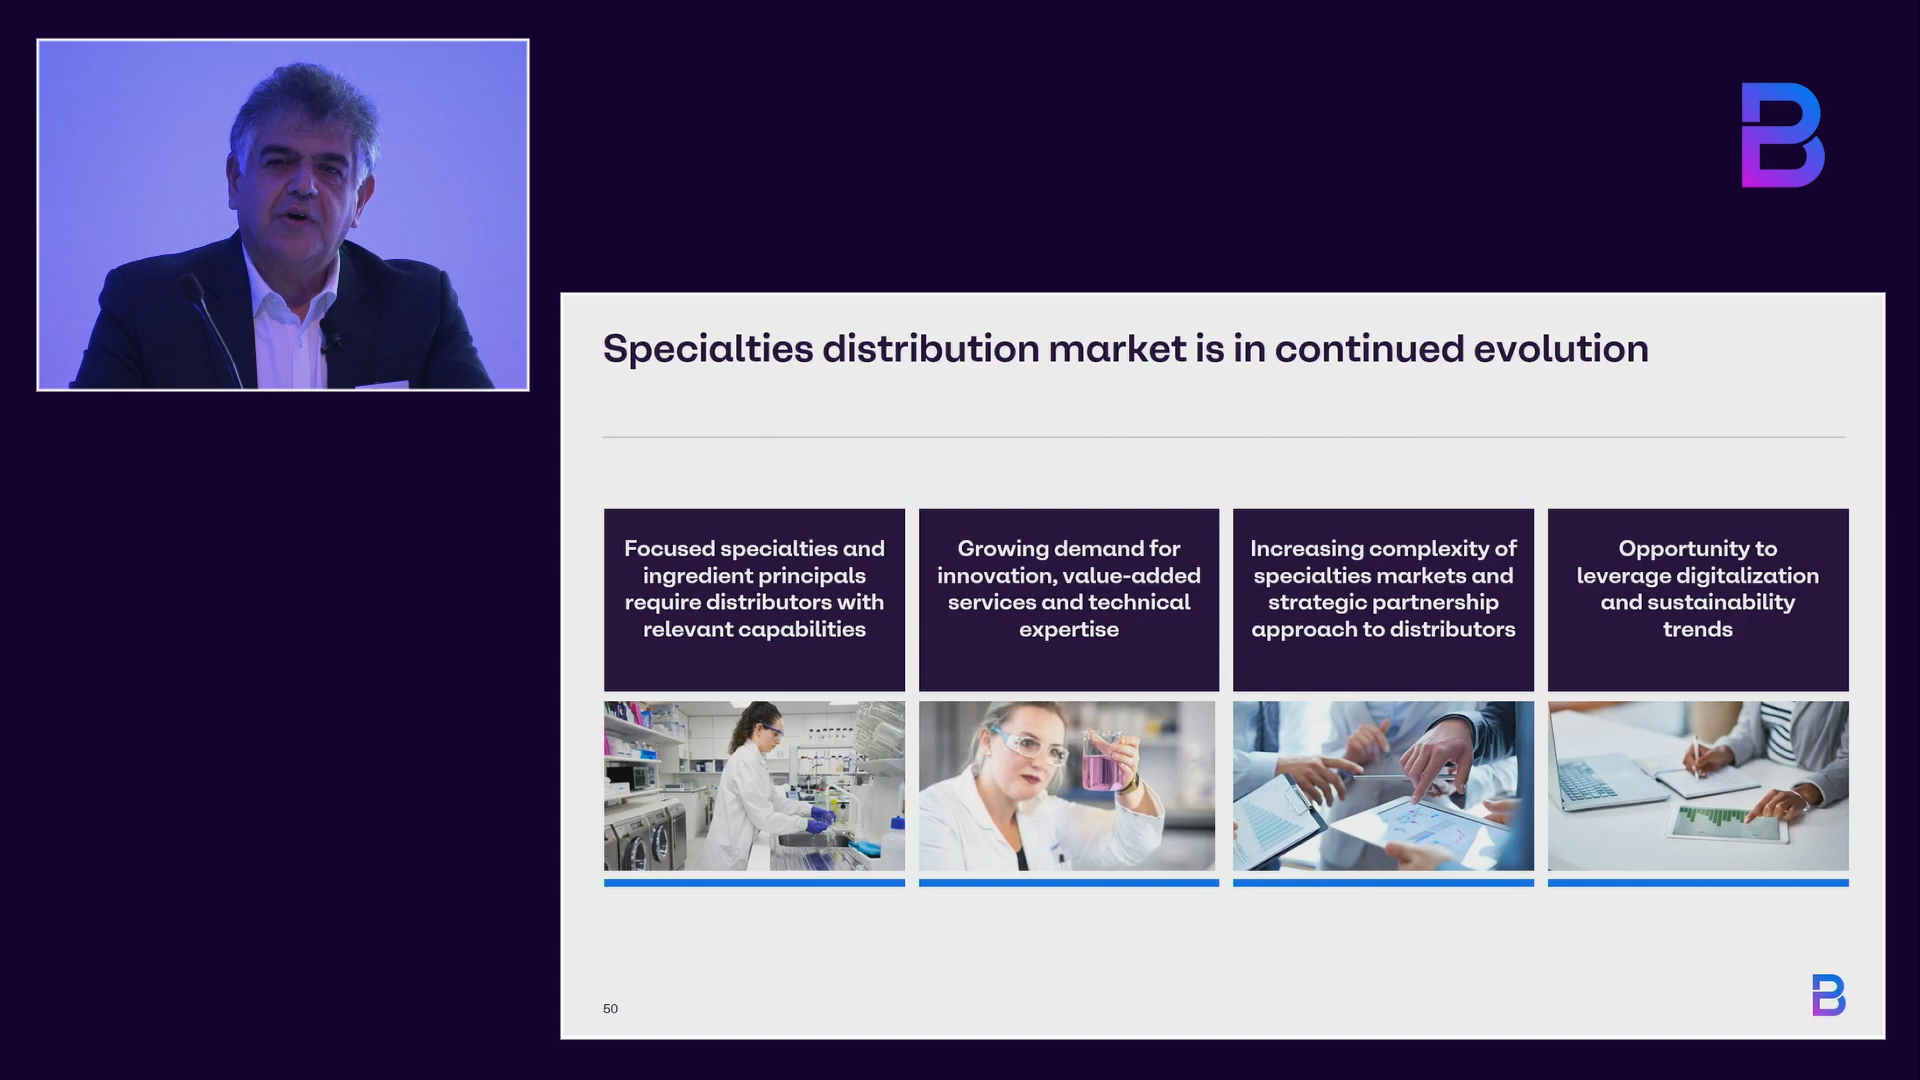 Specialties distribution market is in continued evolution
Focused specialties and
ingredient principals
require distributors with
relevant capabilities
Growing demand for
innovation, value-added
services and technical
expertise
Increasing complexity of
specialties markets and
strategic partnership
approach to distributors
Opportunity to
leverage digitalization
and sustainability
trends
50